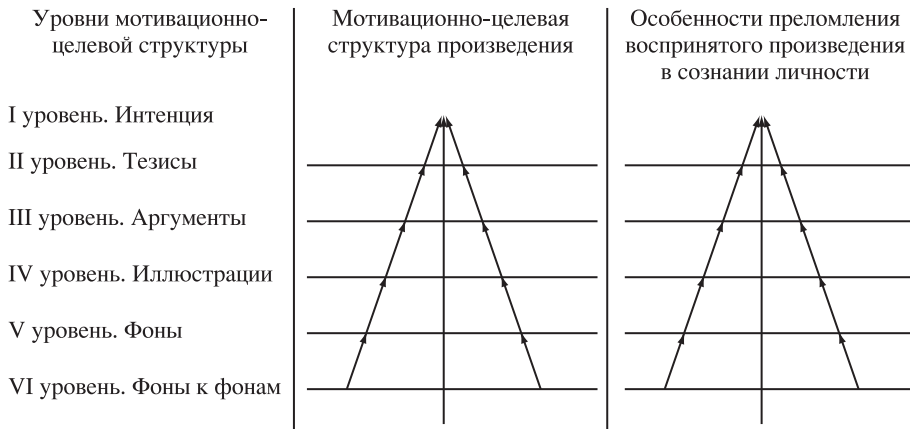 Уровни мотивационно-
целевой структуры
Мотивационно-целевая
структура произведения
Особенности преломления
воспринятого произведения
в сознании личности
I уровень. Интенция
II уровень. Тезисы
III уровень. Аргументы
IV уровень. Иллюстрации
V уровень. Фоны
VI уровень. Фоны к фонам